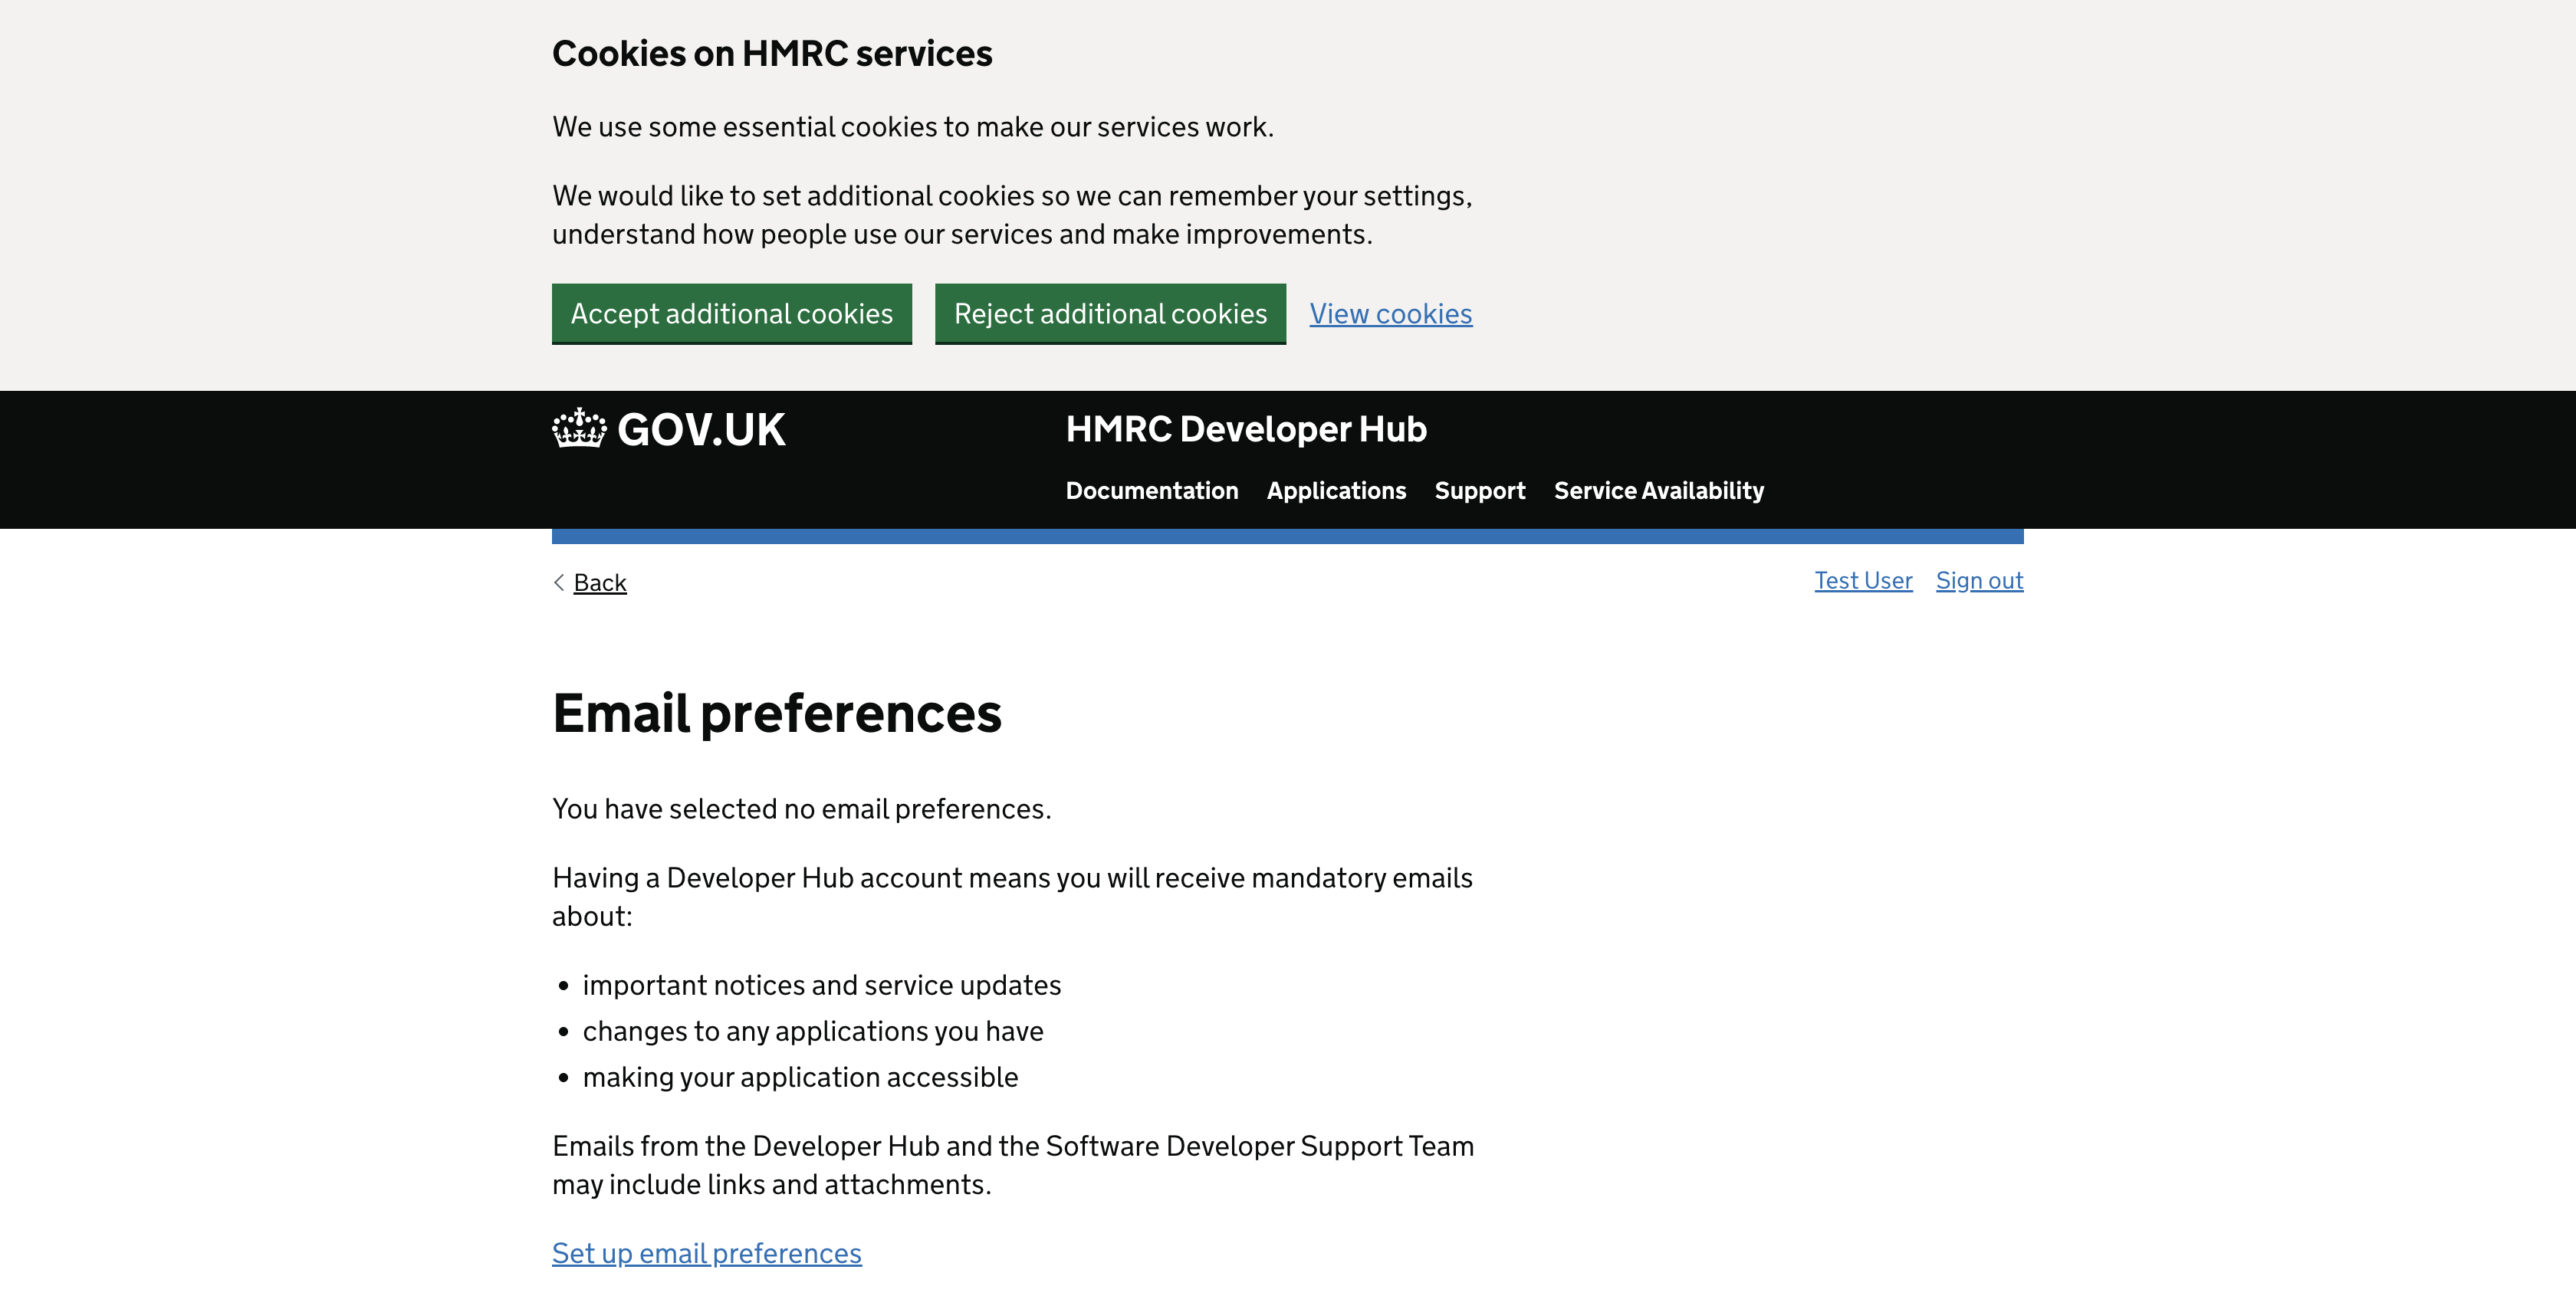 Cookies on HMRC services
We use some essential cookies to make our services work.
We would like to set additional cookies so we can remember your settings,
understand how people use our services and make improvements.
Accept additional cookies
Reject additional cookies
View cookies
GOV.UK
HMRC Developer Hub
Documentation
Applications
Support
Service Availability
Back
Test User
Sign out
Email preferences
You have selected no email preferences.
Having a Developer Hub account means you will receive mandatory emails
about:
important notices and service updates
changes to any applications you have
making your application accessible
Emails from the Developer Hub and the Software Developer Support Team
may include links and attachments.
Set up email preferences